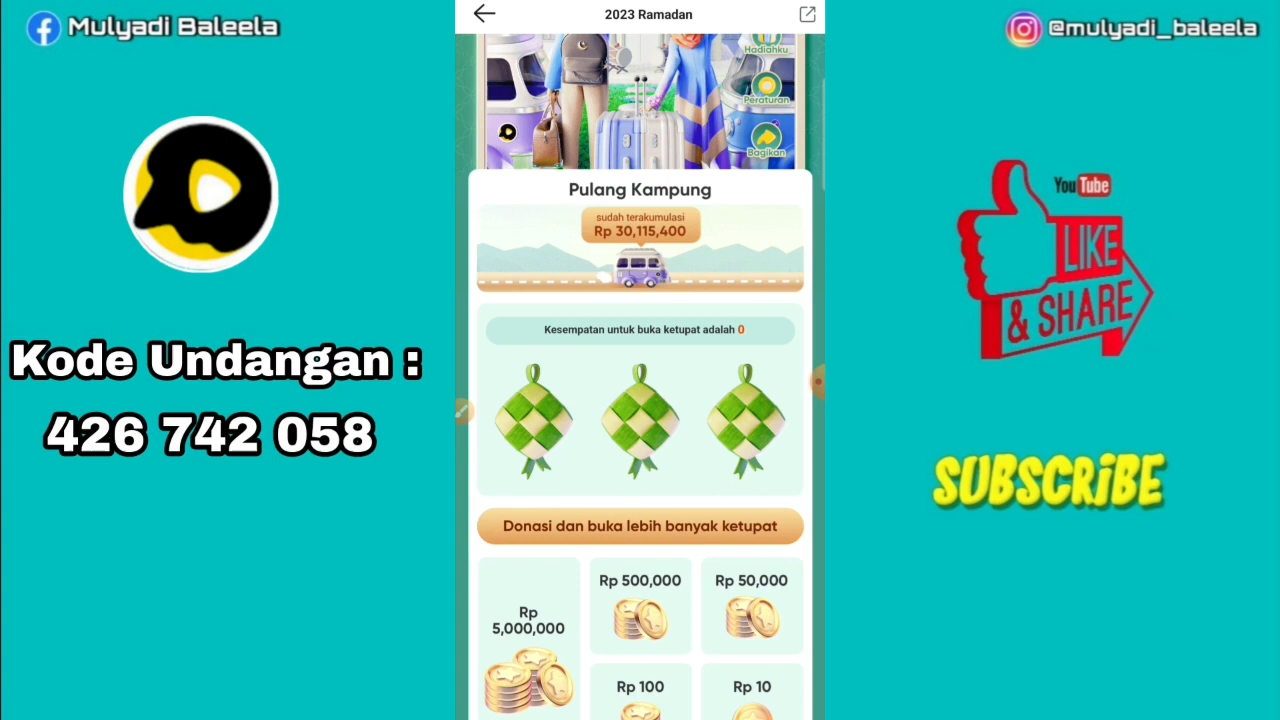 Mulyadi Baleela
Kode Undangan :
426 742 058
2023 Ramadan
Hadiahku
Peraturan
Bagikan
Pulang Kampung
sudah terakumulasi
Rp 30,115,400
Kesempatan untuk buka ketupat adalah 0
Donasi dan buka lebih banyak ketupat
Rp
5,000,000
Rp 500,000
Rp 50,000
Rp 100
Rp 10
@mulyadi_baleela
YouTube
LIKE
& SHARE
SUBSCRIBE